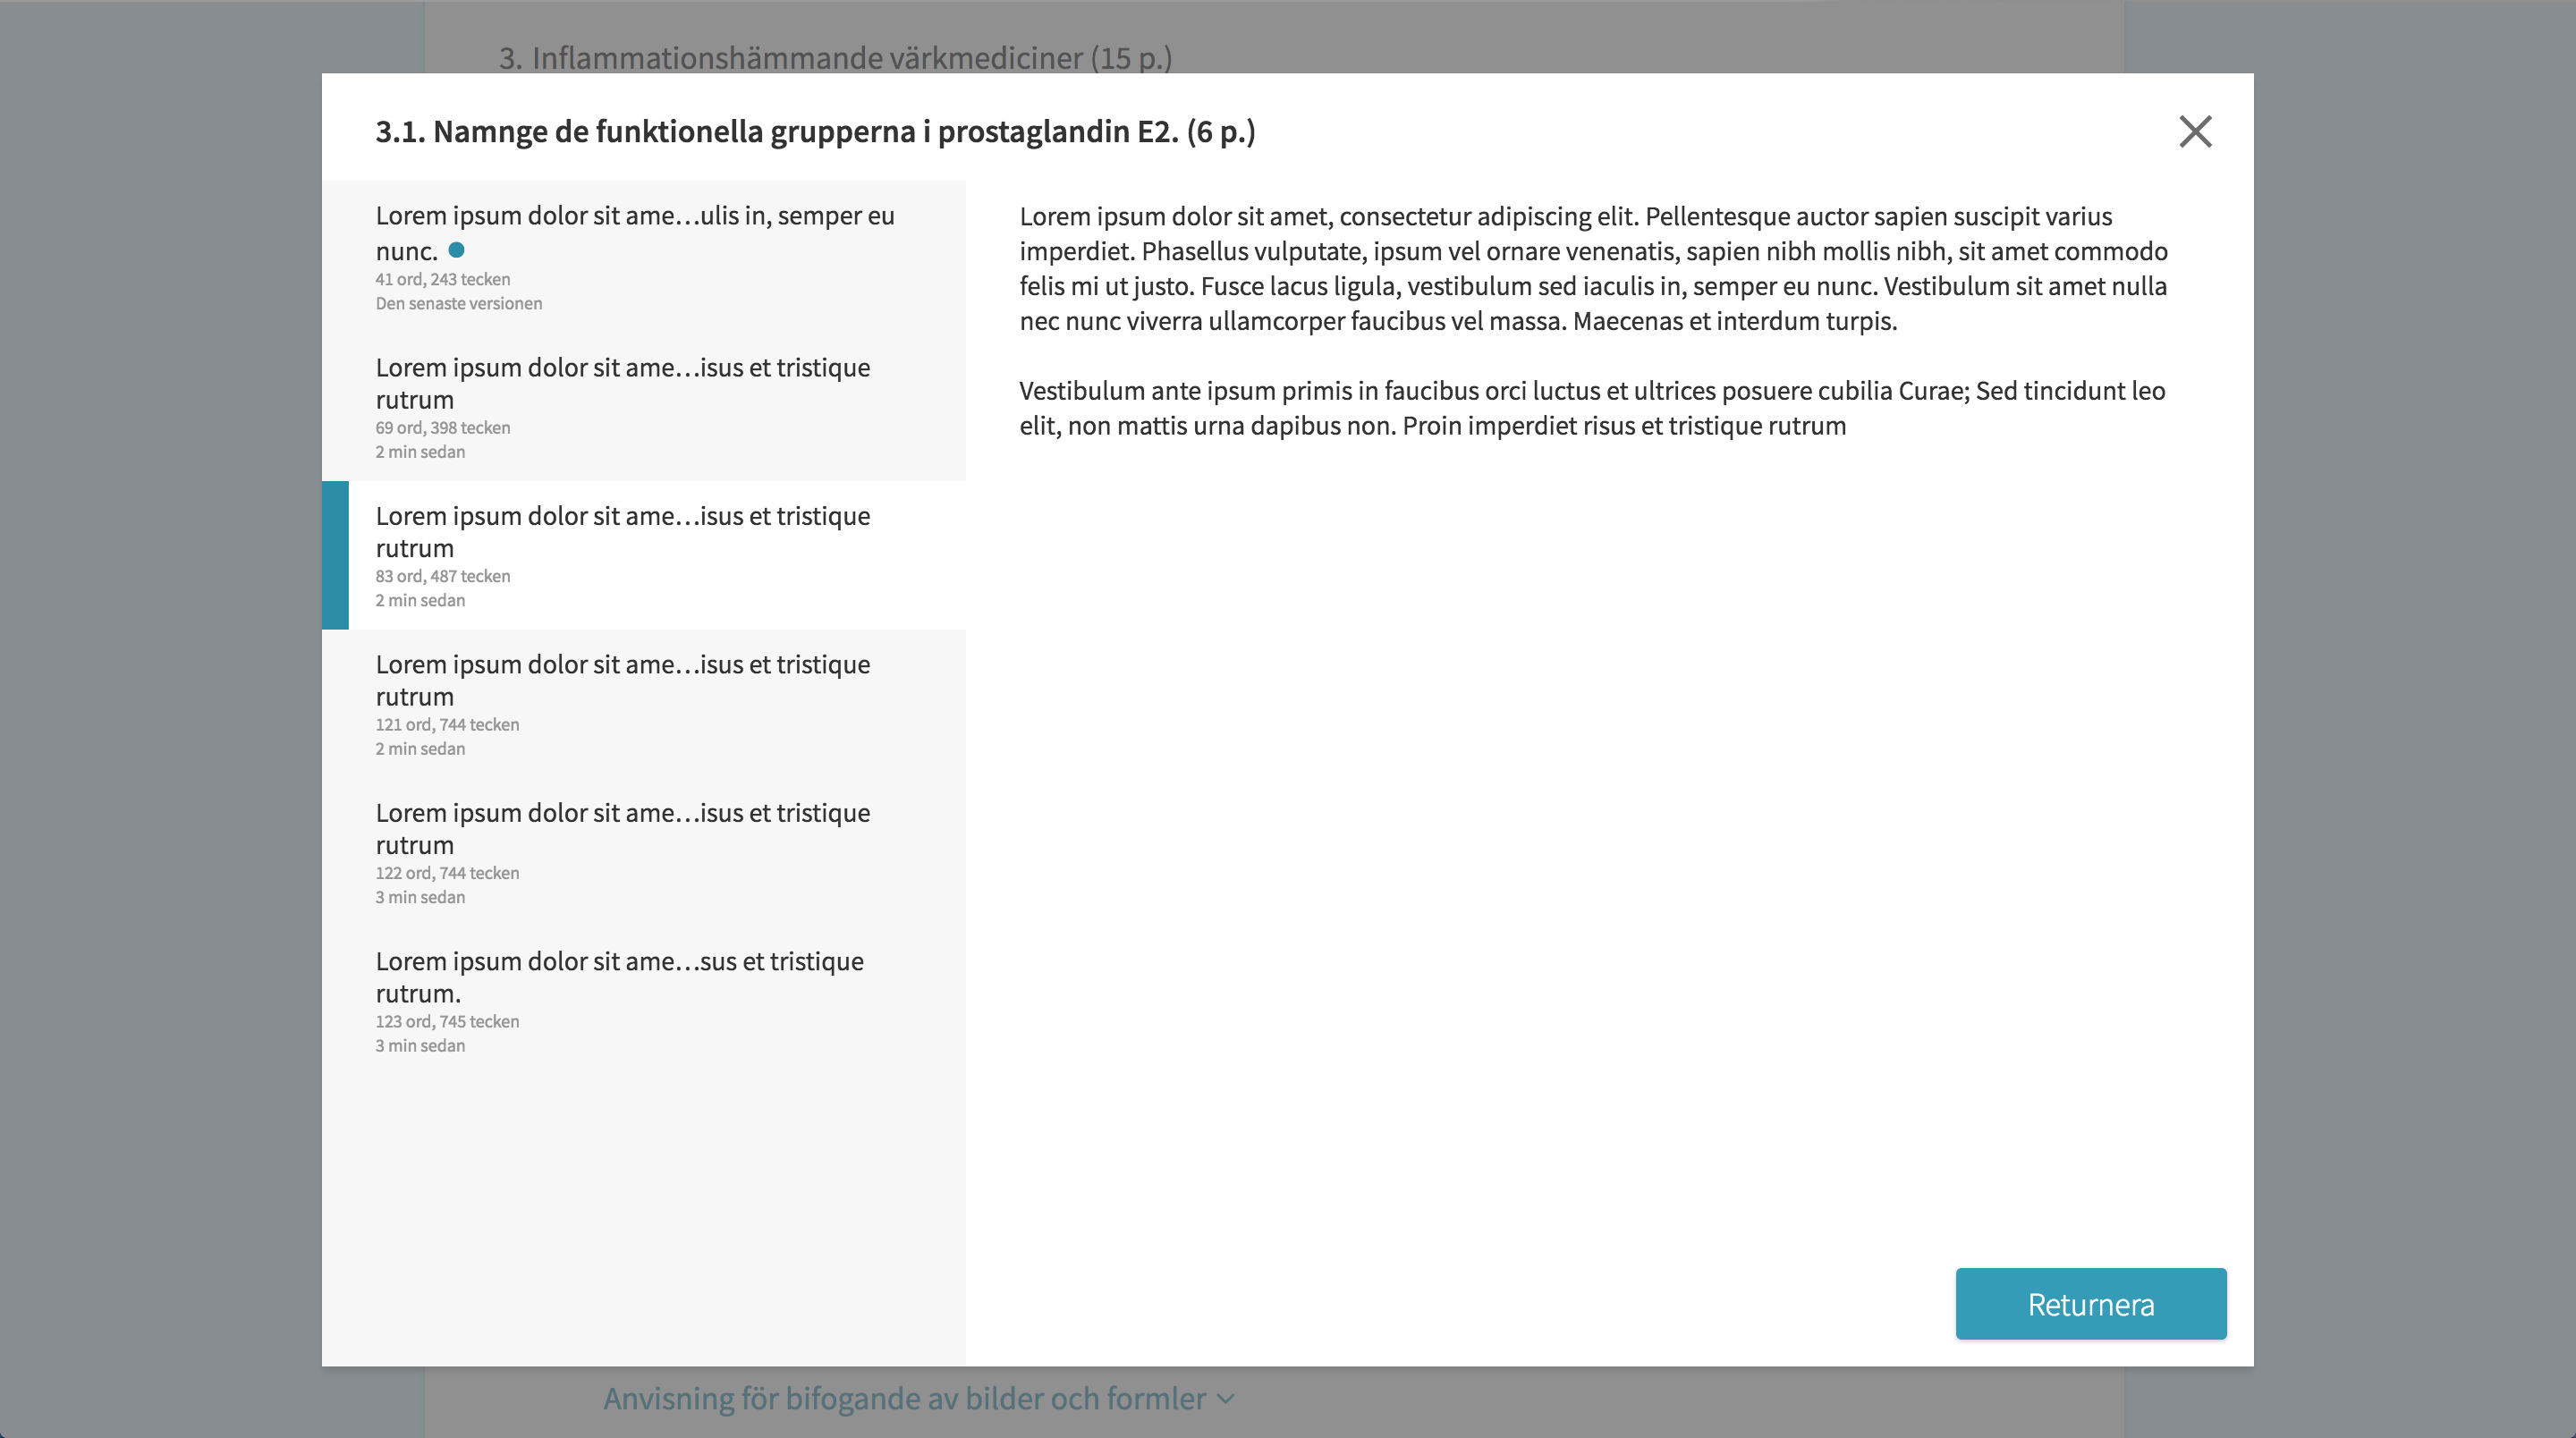 3. Inflammationshämmande värkmediciner (15 p.)
3.1. Namnge de funktionella grupperna i prostaglandin E2. (6 p.)
Lorem ipsum dolor sit ame…ulis in, semper eu
nunc.
41 ord, 243 tecken
Den senaste versionen
Lorem ipsum dolor sit ame…isus et tristique
rutrum
69 ord, 398 tecken
2 min sedan
Lorem ipsum dolor sit ame…isus et tristique
rutrum
83 ord, 487 tecken
2 min sedan
Lorem ipsum dolor sit ame…isus et tristique
rutrum
121 ord, 744 tecken
2 min sedan
Lorem ipsum dolor sit ame…isus et tristique
rutrum
122 ord, 744 tecken
3 min sedan
Lorem ipsum dolor sit ame…sus et tristique
rutrum.
123 ord, 745 tecken
3 min sedan
Lorem ipsum dolor sit amet, consectetur adipiscing elit. Pellentesque auctor sapien suscipit varius
imperdiet. Phasellus vulputate, ipsum vel ornare venenatis, sapien nibh mollis nibh, sit amet commodo
felis mi ut justo. Fusce lacus ligula, vestibulum sed iaculis in, semper eu nunc. Vestibulum sit amet nulla
nec nunc viverra ullamcorper faucibus vel massa. Maecenas et interdum turpis.
Vestibulum ante ipsum primis in faucibus orci luctus et ultrices posuere cubilia Curae; Sed tincidunt leo
elit, non mattis urna dapibus non. Proin imperdiet risus et tristique rutrum
Returnera
Anvisning för bifogande av bilder och formler